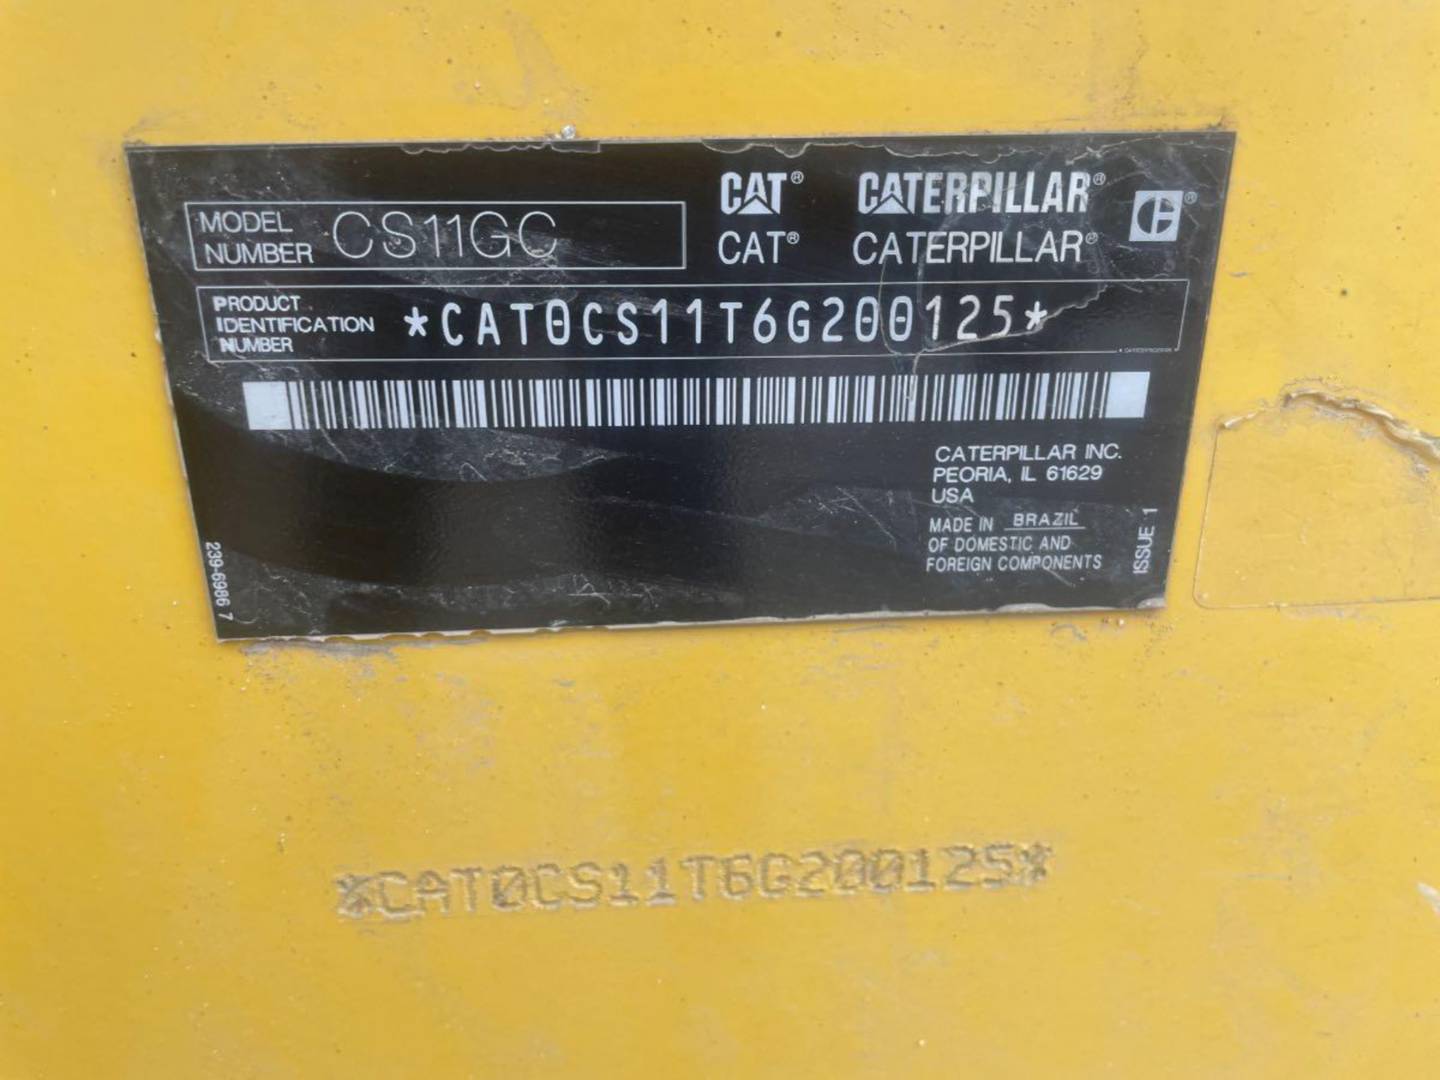 MODEL NUMBER CS11GC
CAT® CATERPILLAR®
CAT® CATERPILLAR®
PRODUCT IDENTIFICATION NUMBER *CAT0CS11T6G200125*
CATERPILLAR INC.
PEORIA, IL 61629
USA
MADE IN BRAZIL
OF DOMESTIC AND
FOREIGN COMPONENTS
ISSUE 1
239-6986 7
*CAT0CS11T6G200125*